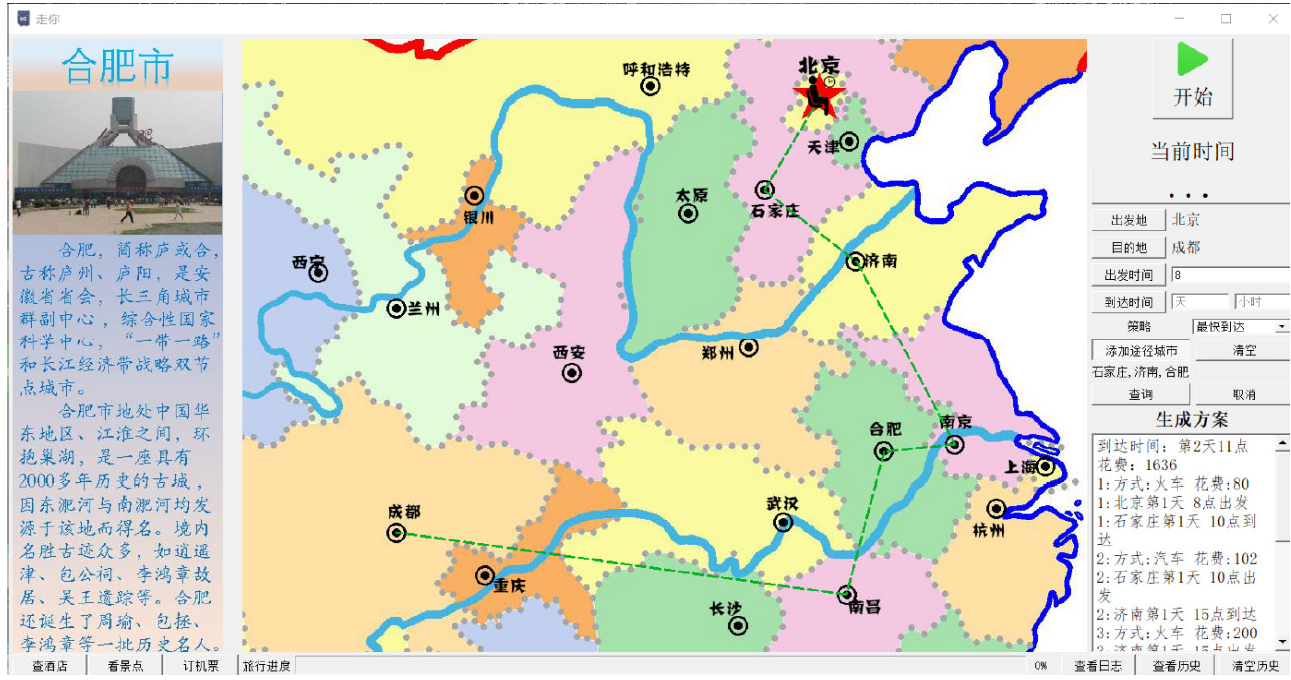 走你
合肥市
合肥，简称庐或合，
古称庐州、庐阳，是安
徽省省会，长三角城市
群副中心，综合性国家
科学中心，“一带一路”
和长江经济带战略双节
点城市。
合肥市地处中国华
东地区、江淮之间，环
抱巢湖，是一座具有
2000多年历史的古城，
因东淝河与南淝河均发
源于该地而得名。境内
名胜古迹众多，如逍遥
津、包公祠、李鸿章故
居、吴王遗踪等。合肥
还诞生了周瑜、包拯、
李鸿章等一批历史名人。
呼和浩特
北京
天津
太原
石家庄
银川
西宁
济南
兰州
郑州
西安
合肥
南京
上海
成都
武汉
杭州
重庆
南昌
长沙
开始
当前时间
...
出发地 北京
目的地 成都
出发时间 8
到达时间 天 小时
策略 最快到达
添加途径城市 清空
石家庄,济南,合肥
查询 取消
生成方案
到达时间：第2天11点
花费：1636
1:方式:火车 花费:80
1:北京第1天 8点出发
1:石家庄第1天 10点到
达
2:方式:汽车 花费:102
2:石家庄第1天 10点出
发
2:济南第1天 15点到达
3:方式:火车 花费:200
3:济南第1天 15点出发
查酒店 看景点 订机票 旅行进度 0% 查看日志 查看历史 清空历史